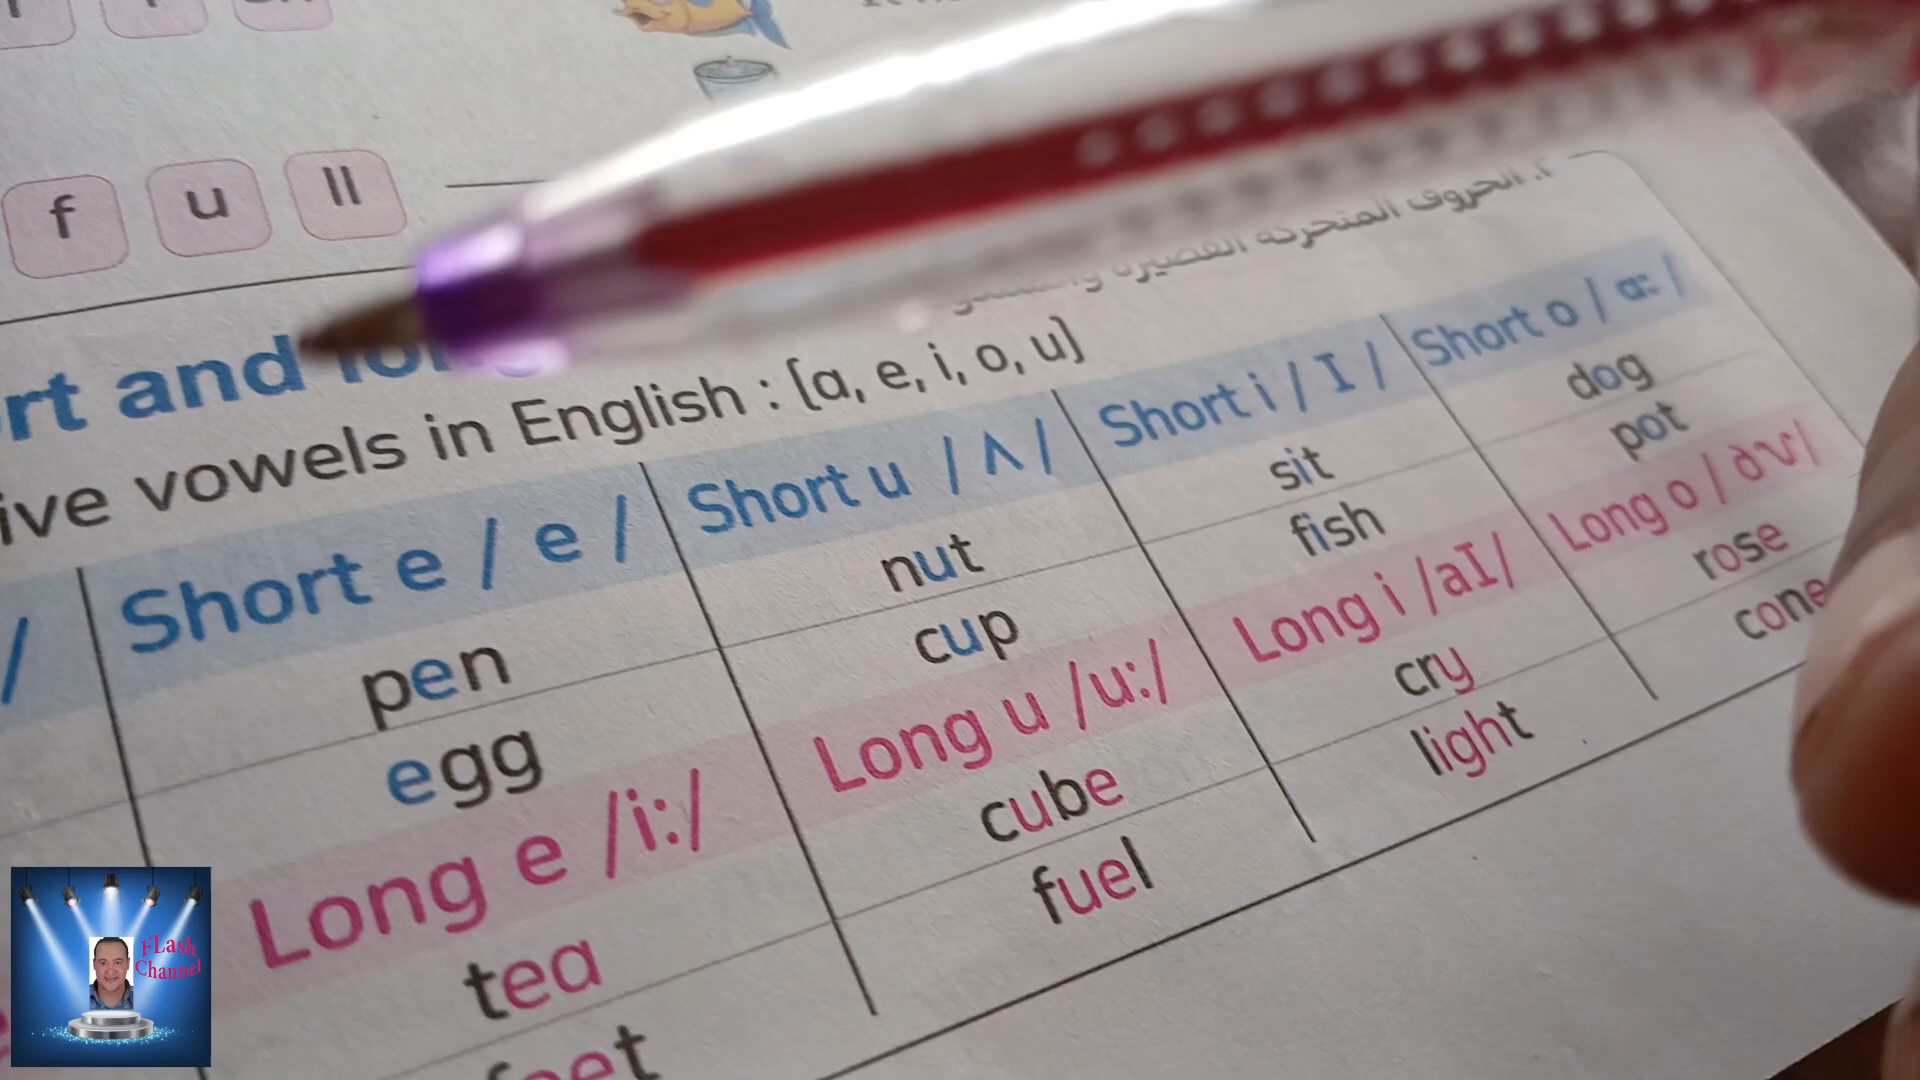 f u ll
٢. الحروف المتحركة القصيرة
rt and
ive vowels in English : [a, e, i, o, u]
/ Short e / e / Short u / ʌ / Short i / I / Short o / ɑ: /
pen nut sit dog
egg cup fish pot
Long e /i:/ Long u /u:/ Long i /aI/ Long o / əʊ/
tea cube cry rose
feet fuel light cone
FLash
Channel